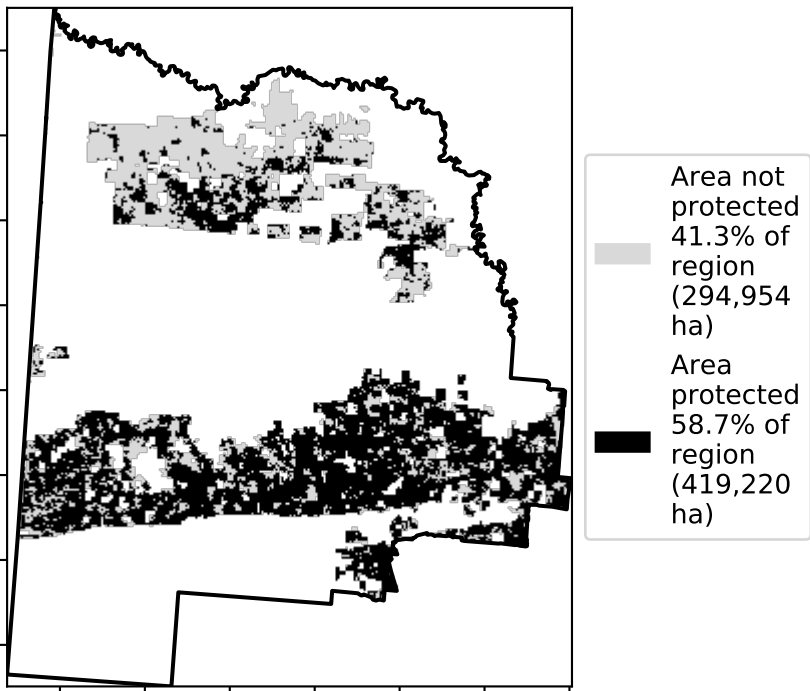 Area not
protected
41.3% of
region
(294,954
ha)
Area
protected
58.7% of
region
(419,220
ha)